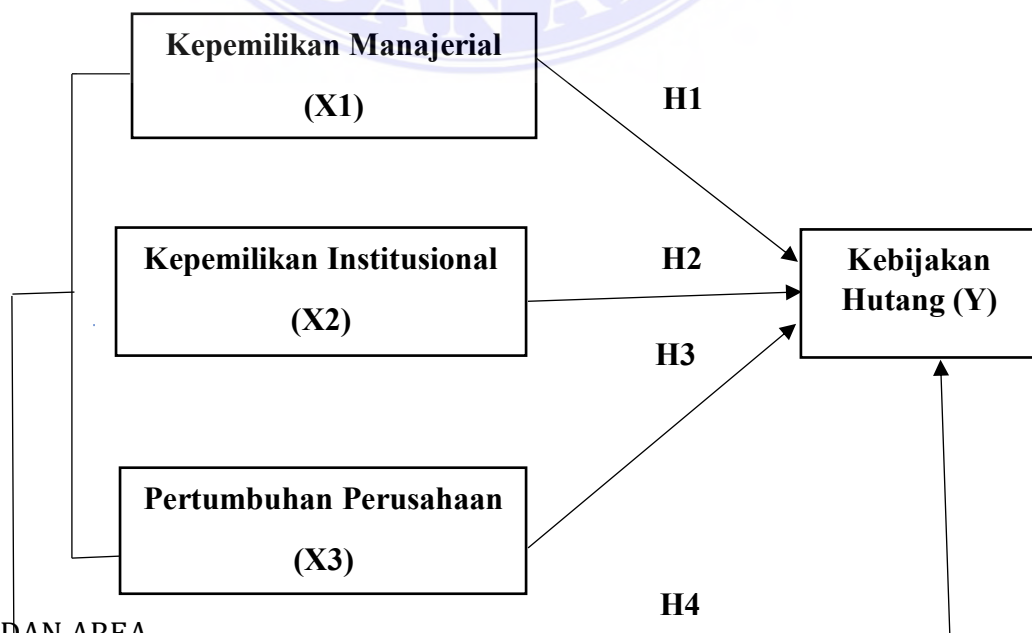 Kepemilikan Manajerial
(X1)
H1
Kepemilikan Institusional
(X2)
H2
Kebijakan
Hutang (Y)
H3
Pertumbuhan Perusahaan
(X3)
H4
DAN AREA